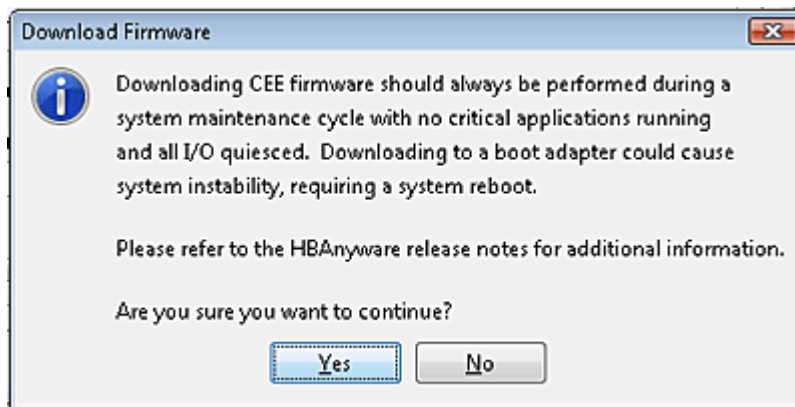 Download Firmware
Downloading CEE firmware should always be performed during a
system maintenance cycle with no critical applications running
and all I/O quiesced.  Downloading to a boot adapter could cause
system instability, requiring a system reboot.
Please refer to the HBAnyware release notes for additional information.
Are you sure you want to continue?
Yes
No